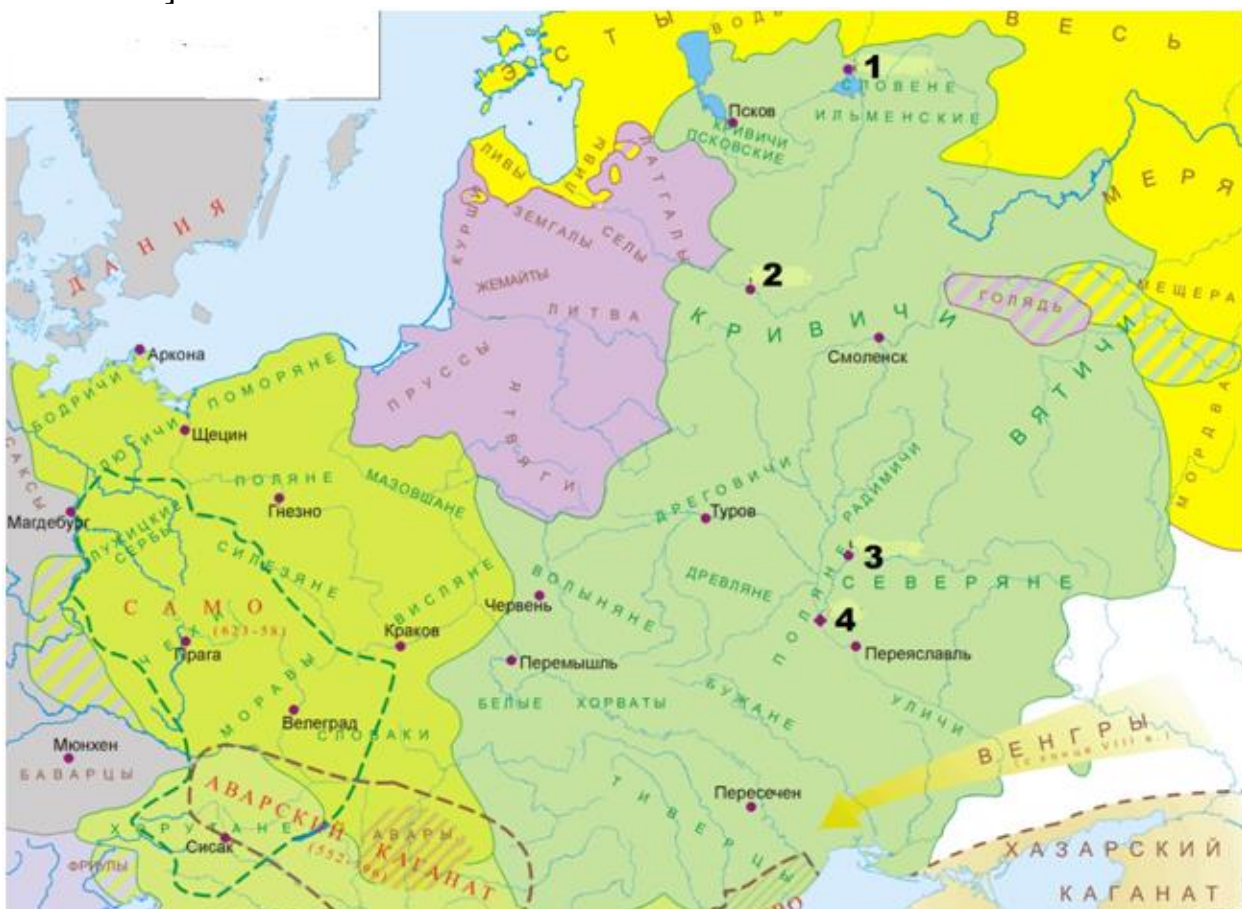 ]
ЭСТЫ
ВОДЬ
ВЕСЬ
1
СЛОВЕНЕ
ИЛЬМЕНСКИЕ
Псков
КРИВИЧИ
ПСКОВСКИЕ
ЛИВЫ
ЛИВЫ
ЛАТГАЛЫ
МЕРЯ
ДАНИЯ
КУРШИ
ЗЕМГАЛЫ
СЕЛЫ
ЖЕМАЙТЫ
ЛИТВА
2
КРИВИЧИ
ГОЛЯДЬ
МЕЩЕРА
Смоленск
Аркона
ПРУССЫ
ЯТВЯГИ
ВЯТИЧИ
МОРДВА
БОДРИЧИ
ПОМОРЯНЕ
Щецин
ЛЮТИЧИ
САКСЫ
ПОЛЯНЕ
МАЗОВШАНЕ
Гнезно
Магдебург
ЛУЖИЦКИЕ
СЕРБЫ
СИЛЕЗЯНЕ
ДРЕГОВИЧИ
Туров
РАДИМИЧИ
3
ДРЕВЛЯНЕ
СЕВЕРЯНЕ
ПОЛЯНЕ
ВОЛЫНЯНЕ
Червень
САМО
(623-58)
ВИСЛЯНЕ
Краков
4
ЧЕХИ
Прага
Перемышль
Переяславль
МОРАВЫ
Велеград
СЛОВАКИ
БЕЛЫЕ ХОРВАТЫ
БУЖАНЕ
УЛИЧИ
ВЕНГРЫ
Мюнхен
БАВАРЦЫ
АВАРСКИЙ
КАГАНАТ
АВАРЫ
ХОРУТАНЕ
Сисак
ФРИУЛЫ
ТИВЕРЦЫ
Пересечен
ХАЗАРСКИЙ
КАГАНАТ